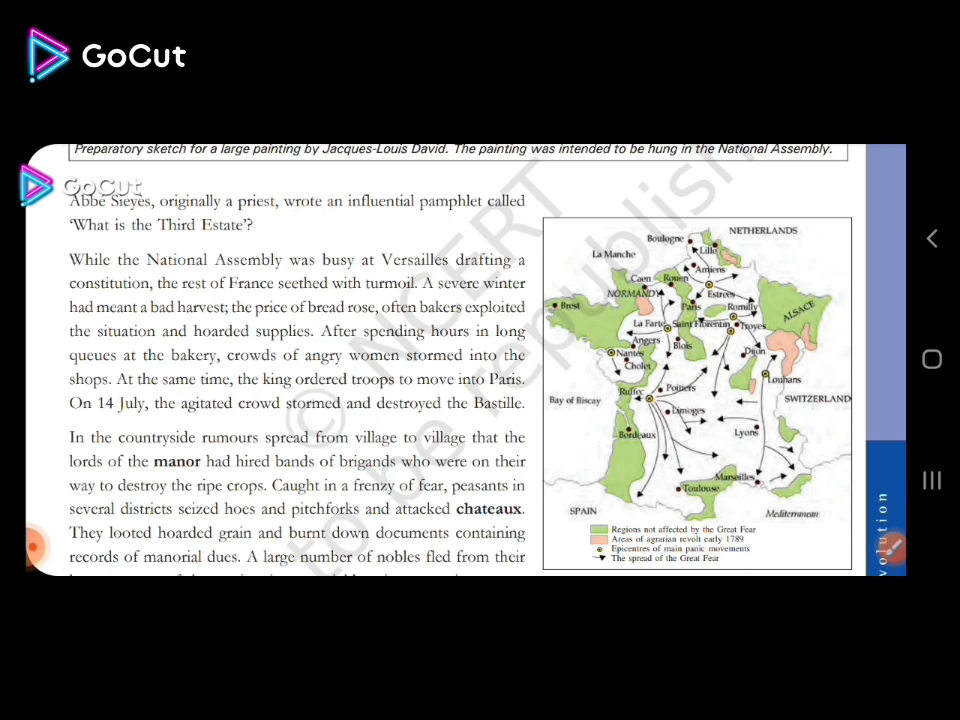 GoCut
Preparatory sketch for a large painting by Jacques-Louis David. The painting was intended to be hung in the National Assembly.
GoCut
Abbé Sieyès, originally a priest, wrote an influential pamphlet called
‘What is the Third Estate’?
While the National Assembly was busy at Versailles drafting a
constitution, the rest of France seethed with turmoil. A severe winter
had meant a bad harvest; the price of bread rose, often bakers exploited
the situation and hoarded supplies. After spending hours in long
queues at the bakery, crowds of angry women stormed into the
shops. At the same time, the king ordered troops to move into Paris.
On 14 July, the agitated crowd stormed and destroyed the Bastille.
In the countryside rumours spread from village to village that the
lords of the manor had hired bands of brigands who were on their
way to destroy the ripe crops. Caught in a frenzy of fear, peasants in
several districts seized hoes and pitchforks and attacked chateaux.
They looted hoarded grain and burnt down documents containing
records of manorial dues. A large number of nobles fled from their
© NCERT
to be republish
NETHERLANDS
Boulogne
Lille
La Manche
Amiens
Caen
Rouen
NORMANDY
Estrées
Brest
Paris
Romilly
ALSACE
La Farte
Saint Florentin
Troyes
Angers
Blois
Nantes
Dijon
Cholet
Louhans
Ruffec
Poitiers
SWITZERLAND
Bay of Biscay
Limoges
Bordeaux
Lyons
Marseilles
Toulouse
SPAIN
Mediterranean
Regions not affected by the Great Fear
Areas of agrarian revolt early 1789
Epicentres of main panic movements
The spread of the Great Fear
volution